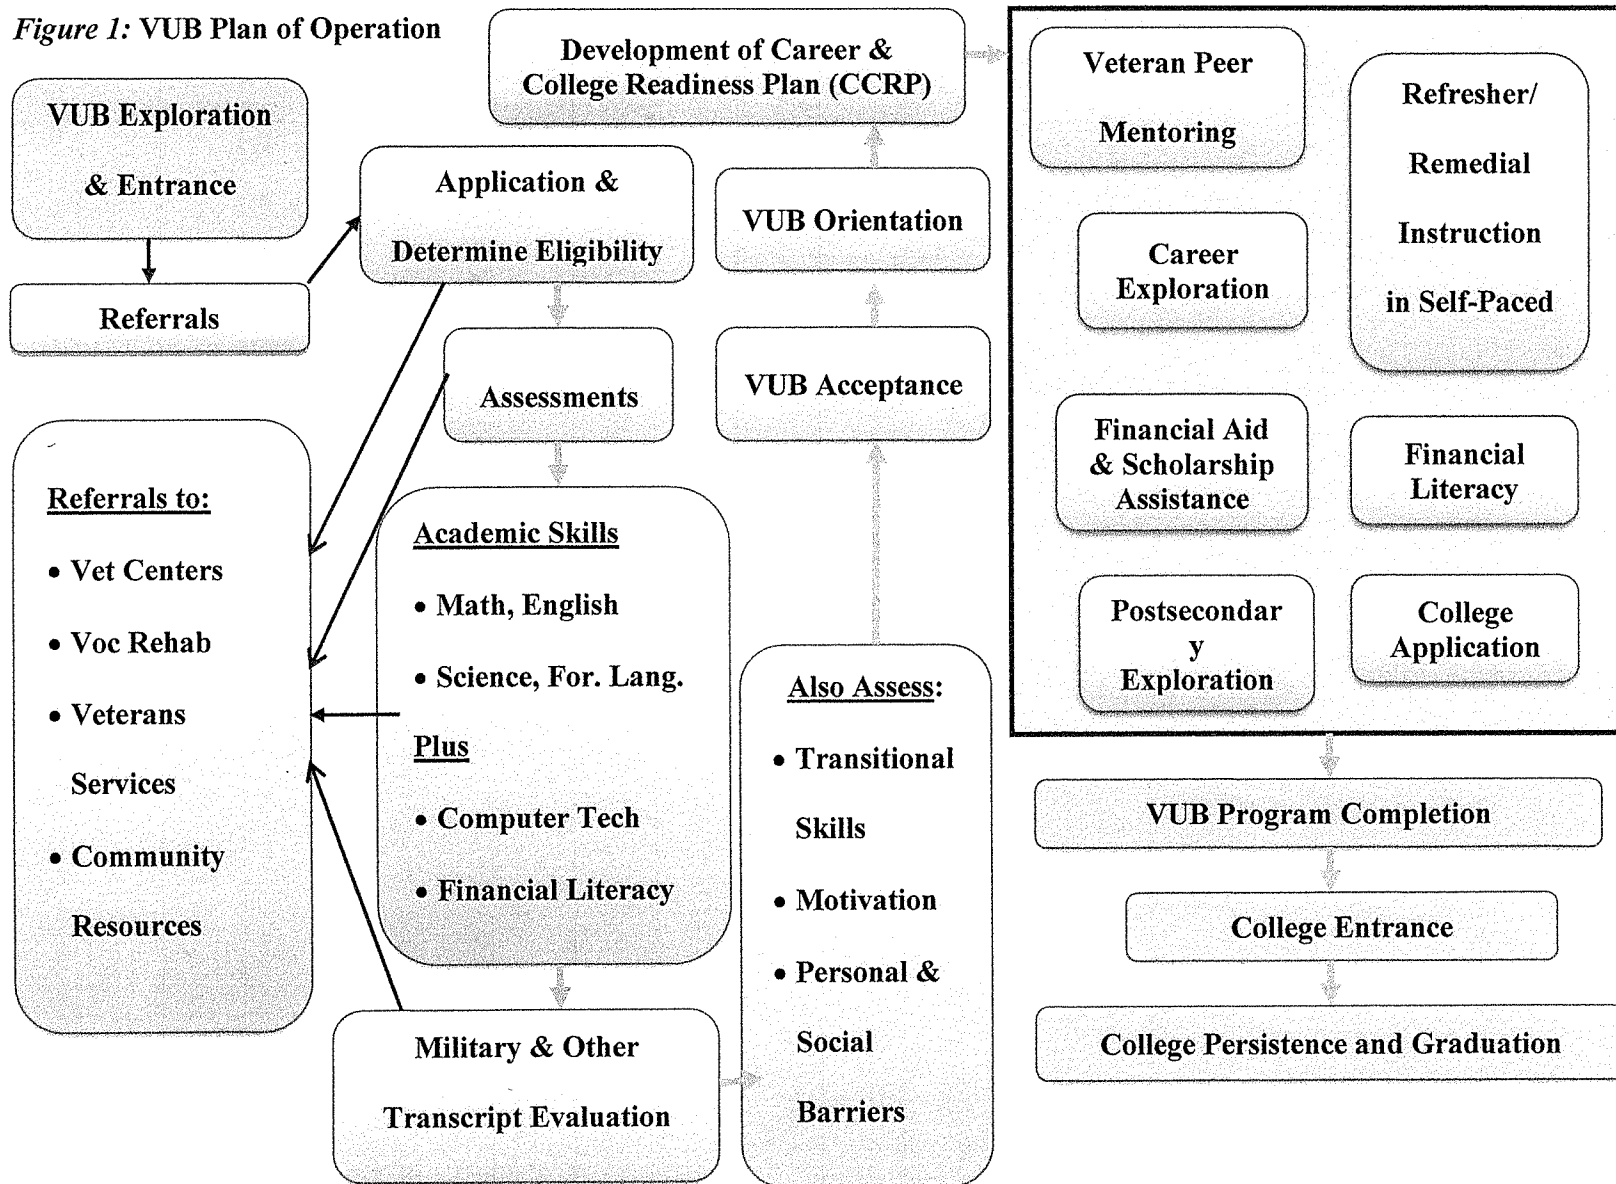 Figure 1: VUB Plan of Operation
VUB Exploration
& Entrance
Referrals
Application &
Determine Eligibility
Assessments
Referrals to:
• Vet Centers
• Voc Rehab
• Veterans
Services
• Community
Resources
Academic Skills
• Math, English
• Science, For. Lang.
Plus
• Computer Tech
• Financial Literacy
Military & Other
Transcript Evaluation
Also Assess:
• Transitional
Skills
• Motivation
• Personal &
Social
Barriers
VUB Acceptance
VUB Orientation
Development of Career &
College Readiness Plan (CCRP)
Veteran Peer
Mentoring
Refresher/
Remedial
Instruction
in Self-Paced
Career
Exploration
Financial Aid
& Scholarship
Assistance
Financial
Literacy
Postsecondar
y
Exploration
College
Application
VUB Program Completion
College Entrance
College Persistence and Graduation